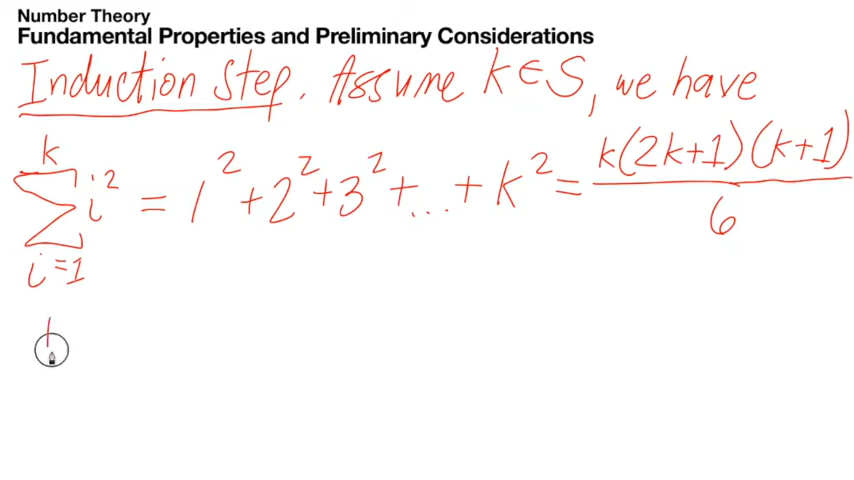 Number Theory
Fundamental Properties and Preliminary Considerations
Induction Step. Assume k ∈ S, we have
∑_{i=1}^{k} i² = 1² + 2² + 3² + ... + k² = k(2k+1)(k+1)/6